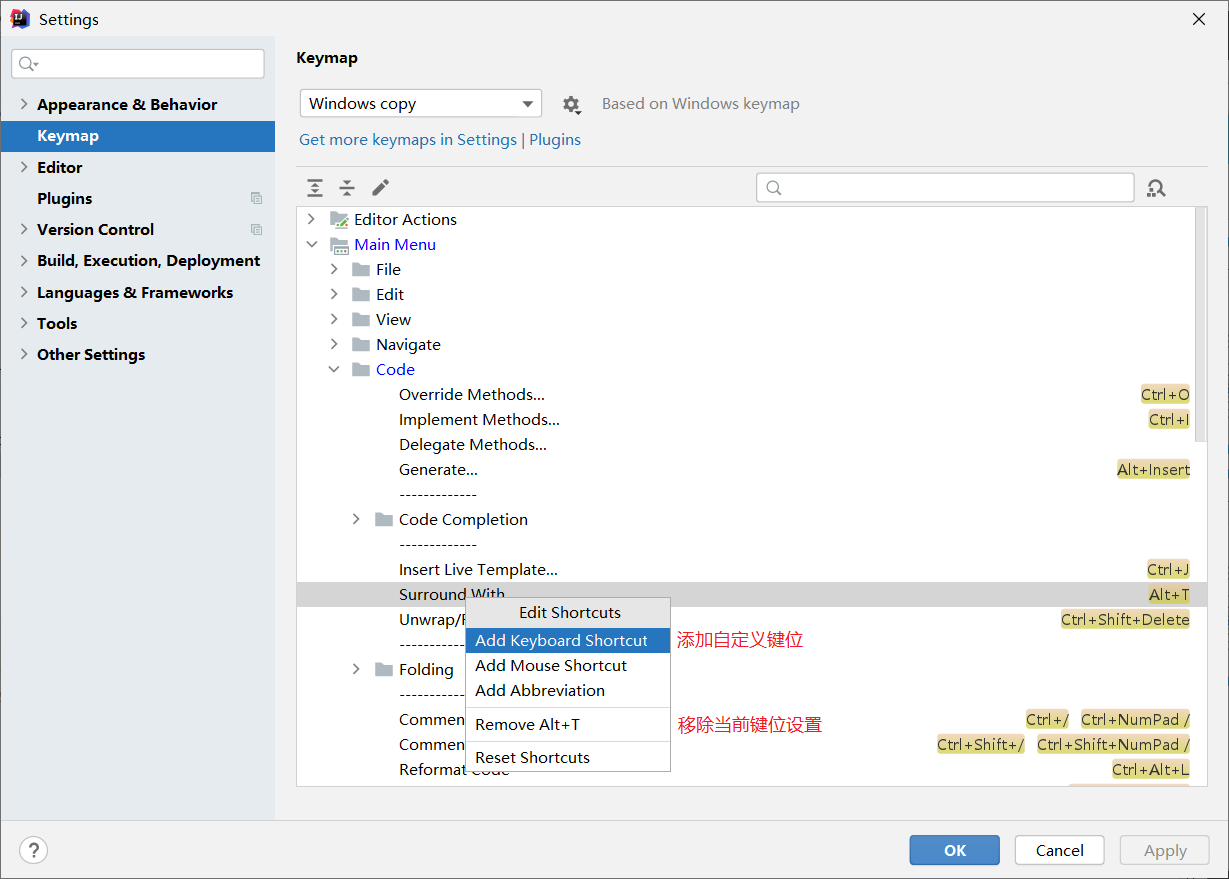 Settings
Appearance & Behavior
Keymap
Editor
Plugins
Version Control
Build, Execution, Deployment
Languages & Frameworks
Tools
Other Settings
Keymap
Windows copy
Based on Windows keymap
Get more keymaps in Settings | Plugins
Editor Actions
Main Menu
File
Edit
View
Navigate
Code
Override Methods... Ctrl+O
Implement Methods... Ctrl+I
Delegate Methods...
Generate... Alt+Insert
-------------
Code Completion
-------------
Insert Live Template... Ctrl+J
Surround With Alt+T
Unwrap/ Ctrl+Shift+Delete
Edit Shortcuts
Add Keyboard Shortcut 添加自定义键位
Add Mouse Shortcut
Add Abbreviation
Remove Alt+T 移除当前键位设置
Reset Shortcuts
Folding
Commen Ctrl+/ Ctrl+NumPad /
Commen Ctrl+Shift+/ Ctrl+Shift+NumPad /
Reformat Code Ctrl+Alt+L
? OK Cancel Apply